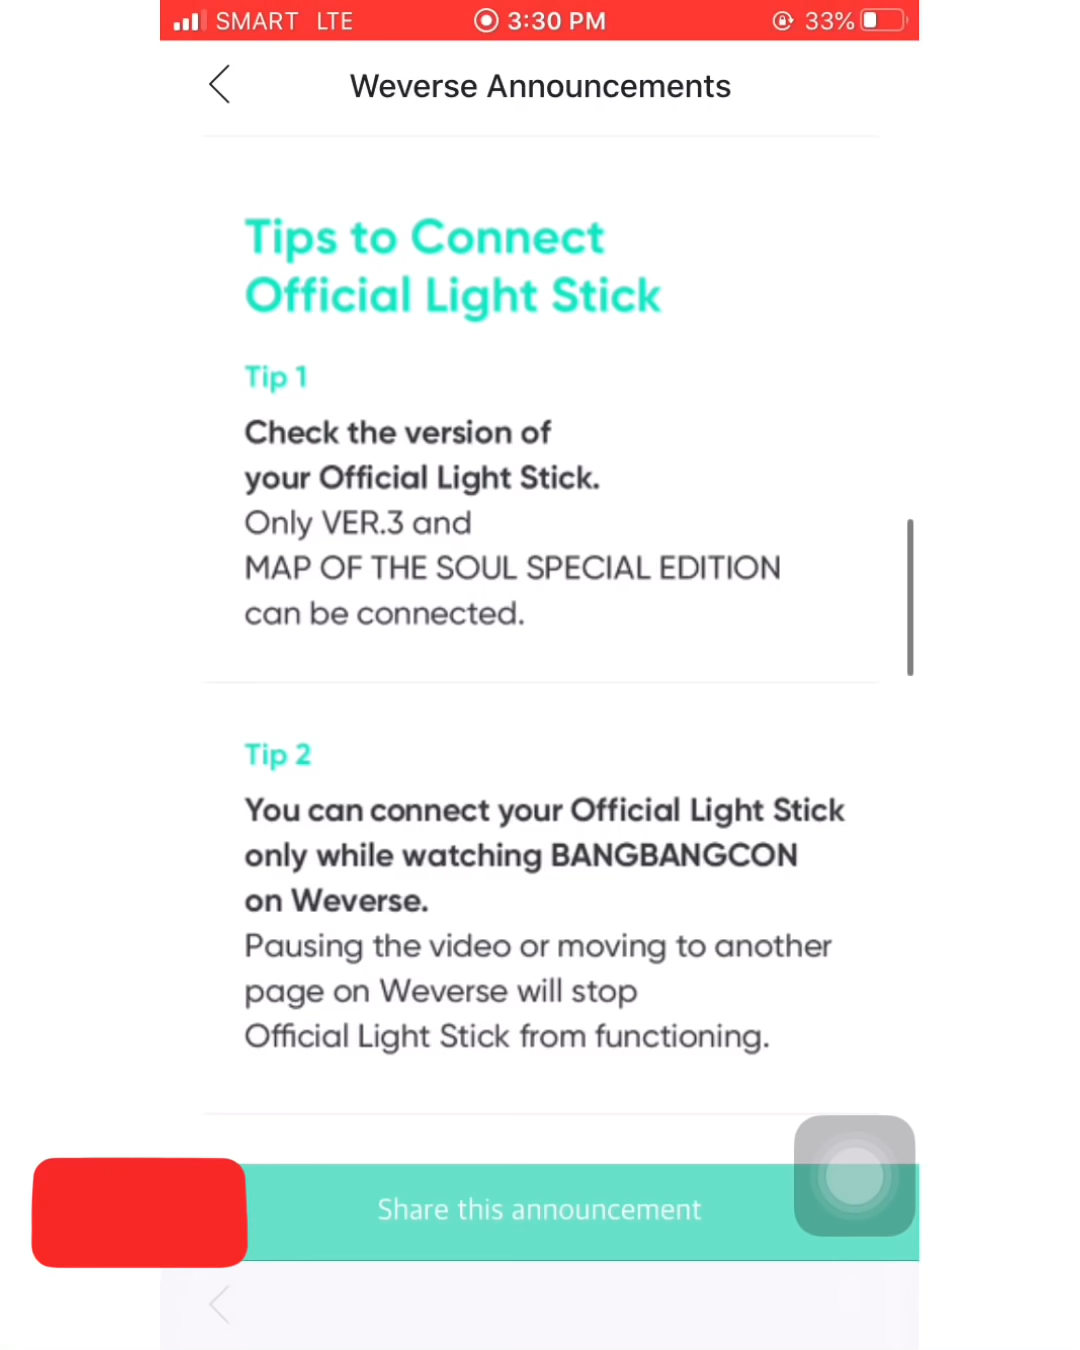 SMART LTE 3:30 PM 33%
Weverse Announcements
Tips to Connect
Official Light Stick
Tip 1
Check the version of
your Official Light Stick.
Only VER.3 and
MAP OF THE SOUL SPECIAL EDITION
can be connected.
Tip 2
You can connect your Official Light Stick
only while watching BANGBANGCON
on Weverse.
Pausing the video or moving to another
page on Weverse will stop
Official Light Stick from functioning.
Share this announcement